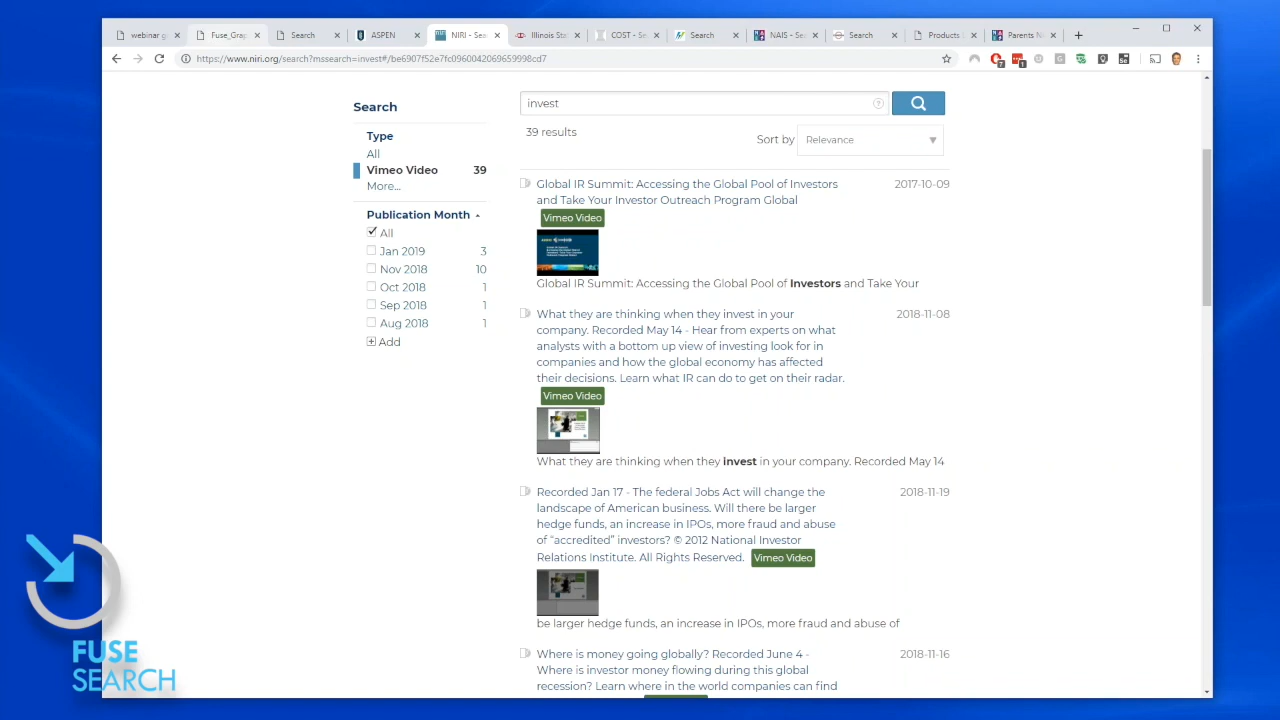 webinar g
Fuse_Grap
Search
ASPEN
NIRI - Sea
Illinois Sta
COST - Se
Search
NAIS - Sea
Search
Products L
Parents N
https://www.niri.org/search?mssearch=invest#/be6907f52e7fc0960042069659998cd7
Search
Type
All
Vimeo Video 39
More...
Publication Month
All
Jan 2019 3
Nov 2018 10
Oct 2018 1
Sep 2018 1
Aug 2018 1
Add
invest
39 results
Sort by Relevance
Global IR Summit: Accessing the Global Pool of Investors 2017-10-09
and Take Your Investor Outreach Program Global
Vimeo Video
Global IR Summit: Accessing the Global Pool of Investors and Take Your
What they are thinking when they invest in your 2018-11-08
company. Recorded May 14 - Hear from experts on what
analysts with a bottom up view of investing look for in
companies and how the global economy has affected
their decisions. Learn what IR can do to get on their radar.
Vimeo Video
What they are thinking when they invest in your company. Recorded May 14
Recorded Jan 17 - The federal Jobs Act will change the 2018-11-19
landscape of American business. Will there be larger
hedge funds, an increase in IPOs, more fraud and abuse
of “accredited” investors? © 2012 National Investor
Relations Institute. All Rights Reserved. Vimeo Video
be larger hedge funds, an increase in IPOs, more fraud and abuse of
Where is money going globally? Recorded June 4 - 2018-11-16
Where is investor money flowing during this global
recession? Learn where in the world companies can find
FUSE
SEARCH